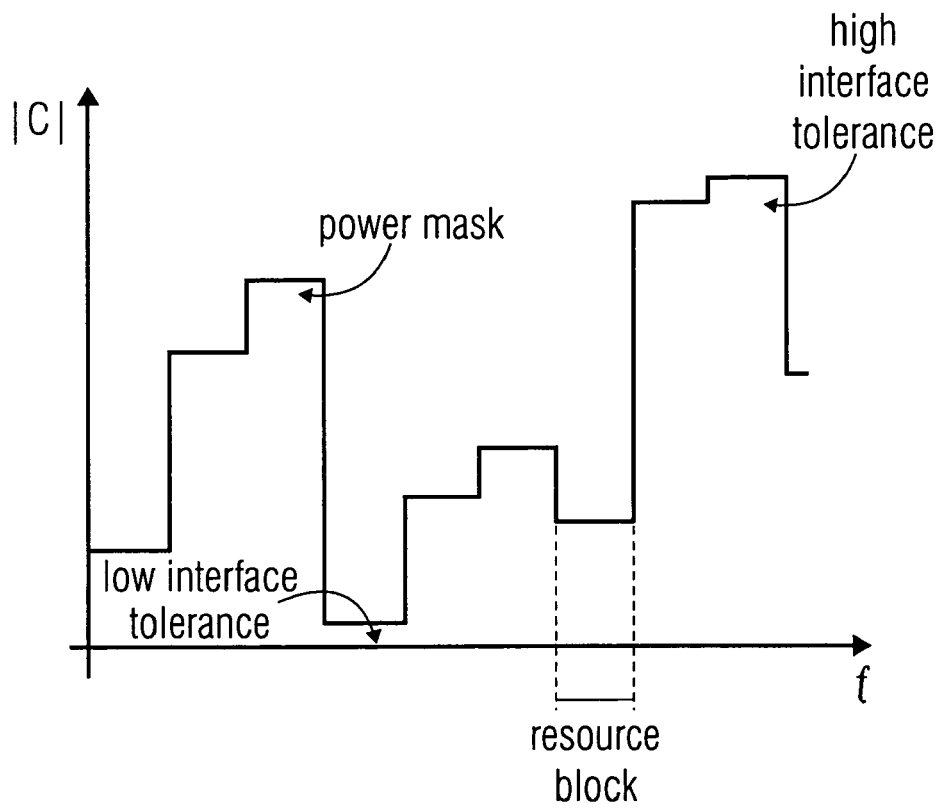 high
interface
tolerance
|C|
power mask
low interface
tolerance
f
resource
block